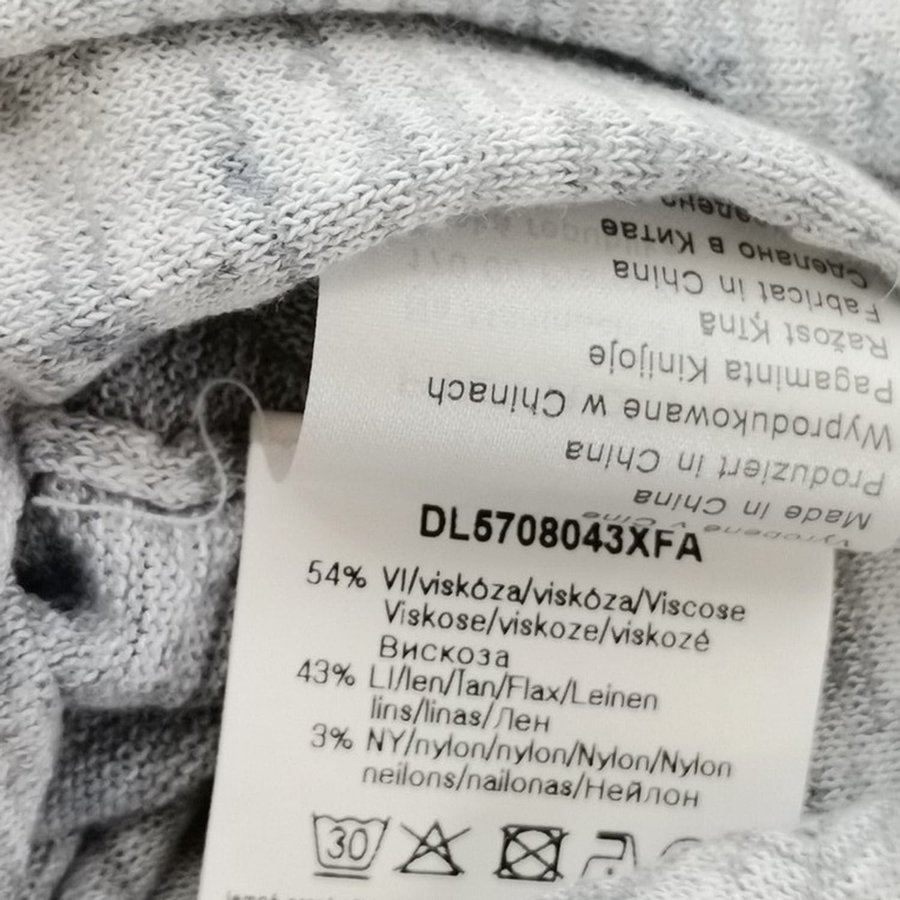 Сделано в Китае
Fabricat in China
Ražost Ķīnā
Pagaminta Kinijoje
Wyprodukowane w Chinach
Produziert in China
Made in China
DL5708043XFA
54% VI/viskóza/viskóza/Viscose
Viskose/viskoze/viskozė
Вискоза
43% LI/len/ľan/Flax/Leinen
lins/linas/Лен
3% NY/nylon/nylon/Nylon/Nylon
neilons/nailonas/Нейлон
30